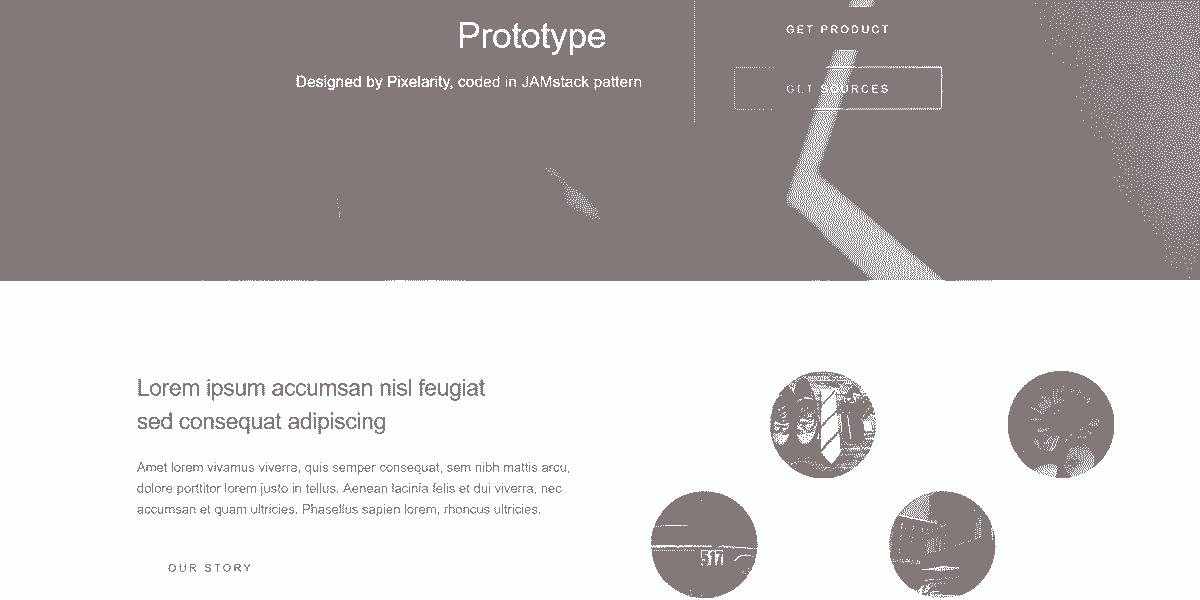 Prototype
Designed by Pixelarity, coded in JAMstack pattern
GET PRODUCT
GET SOURCES
Lorem ipsum accumsan nisl feugiat
sed consequat adipiscing
Amet lorem vivamus viverra, quis semper consequat, sem nibh mattis arcu,
dolore porttitor lorem justo in tellus. Aenean lacinia felis et dui viverra, nec
accumsan et quam ultricies. Phasellus sapien lorem, rhoncus ultricies.
OUR STORY
517